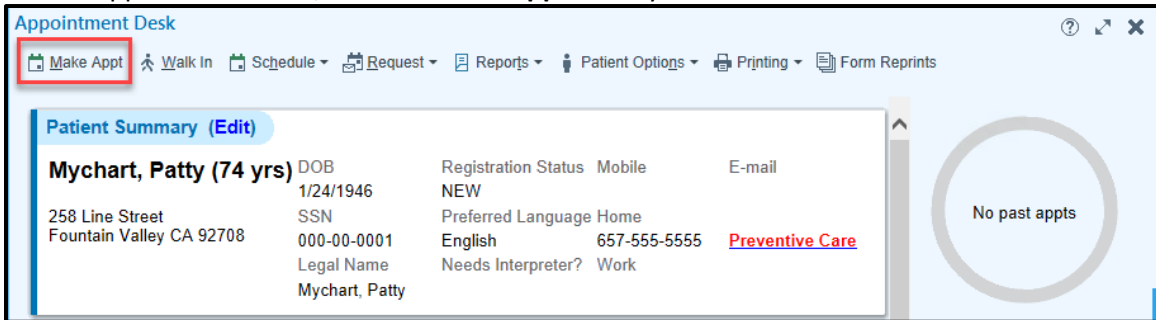 Appointment Desk
Make Appt Walk In Schedule Request Reports Patient Options Printing Form Reprints
Patient Summary (Edit)
Mychart, Patty (74 yrs) DOB Registration Status Mobile E-mail
1/24/1946 NEW
258 Line Street SSN Preferred Language Home No past appts
Fountain Valley CA 92708 000-00-0001 English 657-555-5555 Preventive Care
Legal Name Needs Interpreter? Work
Mychart, Patty